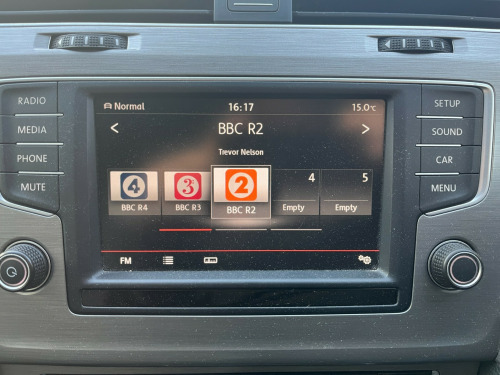 Normal 16:17 15.0°C
< BBC R2 >
Trevor Nelson
4 3 2 4 5
BBC R4 BBC R3 BBC R2 Empty Empty
FM
RADIO
MEDIA
PHONE
MUTE
SETUP
SOUND
CAR
MENU